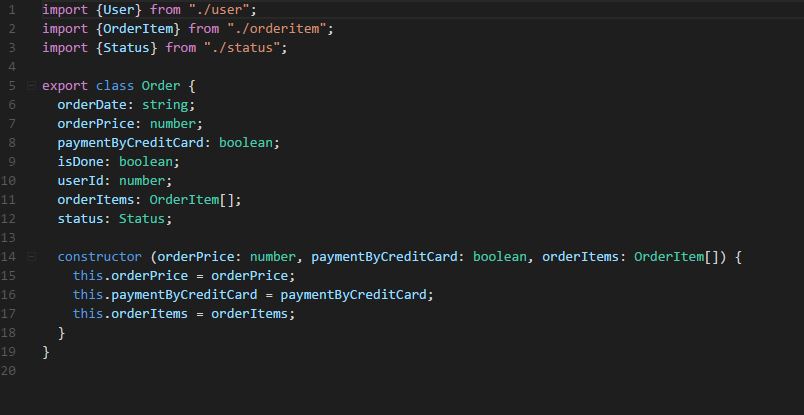 1 import {User} from "./user";
2 import {OrderItem} from "./orderitem";
3 import {Status} from "./status";
4
5 export class Order {
6   orderDate: string;
7   orderPrice: number;
8   paymentByCreditCard: boolean;
9   isDone: boolean;
10   userId: number;
11   orderItems: OrderItem[];
12   status: Status;
13
14   constructor (orderPrice: number, paymentByCreditCard: boolean, orderItems: OrderItem[]) {
15     this.orderPrice = orderPrice;
16     this.paymentByCreditCard = paymentByCreditCard;
17     this.orderItems = orderItems;
18   }
19 }
20